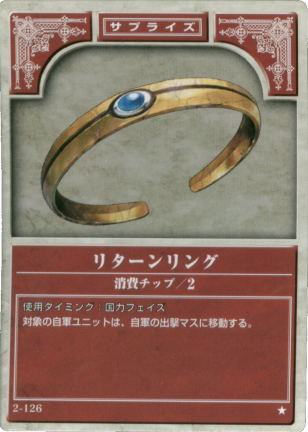 サプライズ
リターンリング
消費チップ／2
使用タイミング：国力フェイズ
対象の自軍ユニットは、自軍の出撃マスに移動する。
2-126
★